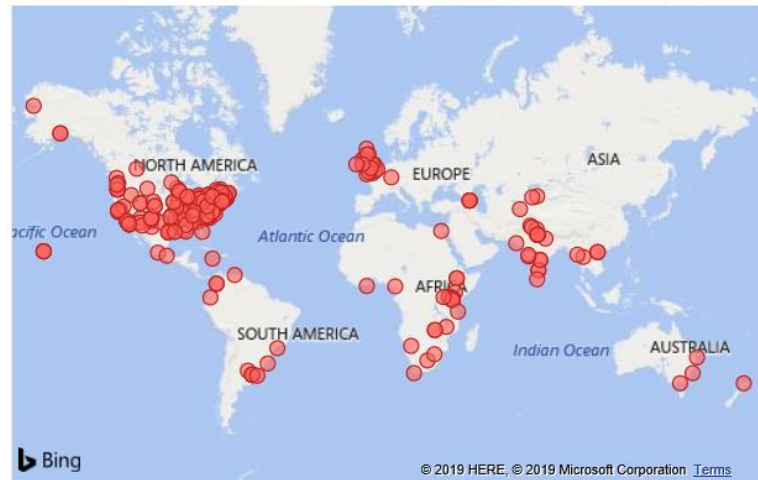 NORTH AMERICA
EUROPE
ASIA
acific Ocean
Atlantic Ocean
AFRICA
SOUTH AMERICA
Indian Ocean
AUSTRALIA
Bing
© 2019 HERE, © 2019 Microsoft Corporation Terms